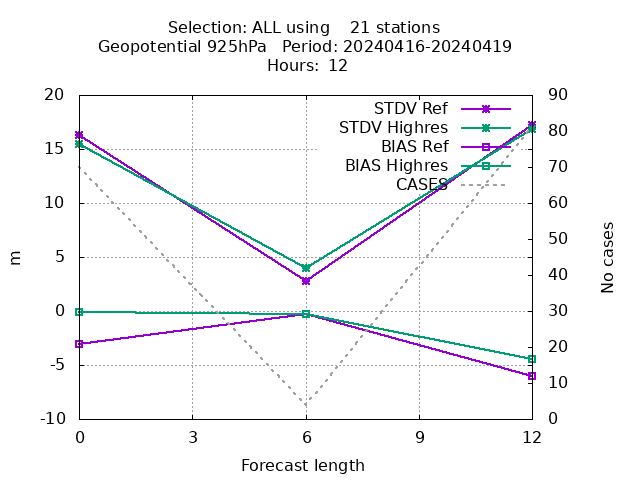 Selection: ALL using    21 stations
Geopotential 925hPa   Period: 20240416-20240419
Hours:  12
20
15
10
5
0
-5
-10
m
90
80
70
60
50
40
30
20
10
0
No cases
STDV Ref
STDV Highres
BIAS Ref
BIAS Highres
CASES
0 3 6 9 12
Forecast length